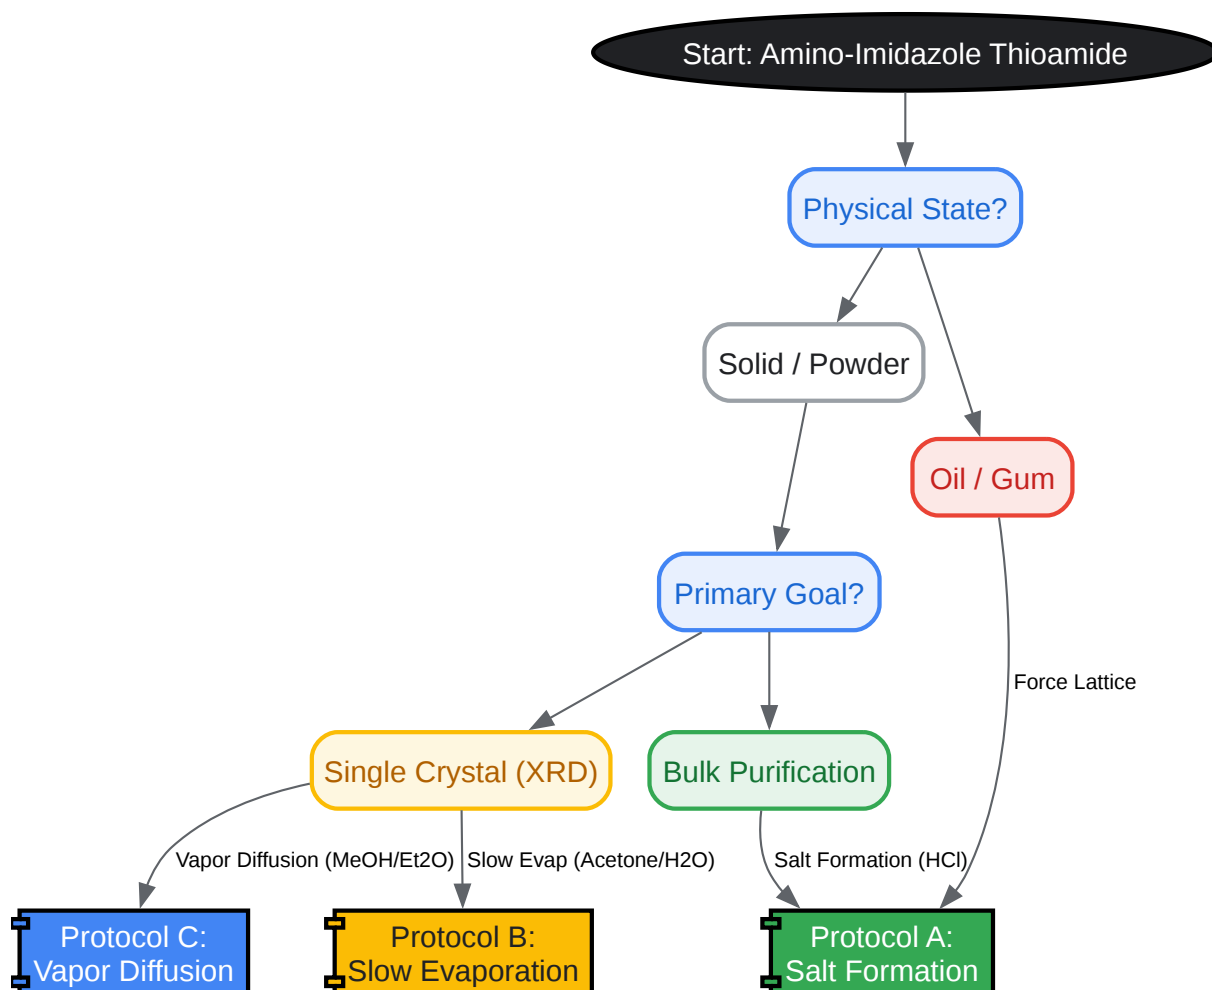 Start: Amino-Imidazole Thioamide
Physical State?
Solid / Powder
Oil / Gum
Primary Goal?
Force Lattice
Single Crystal (XRD)
Bulk Purification
Vapor Diffusion (MeOH/Et2O)
Slow Evap (Acetone/H2O)
Salt Formation (HCl)
Protocol C:
Vapor Diffusion
Protocol B:
Slow Evaporation
Protocol A:
Salt Formation